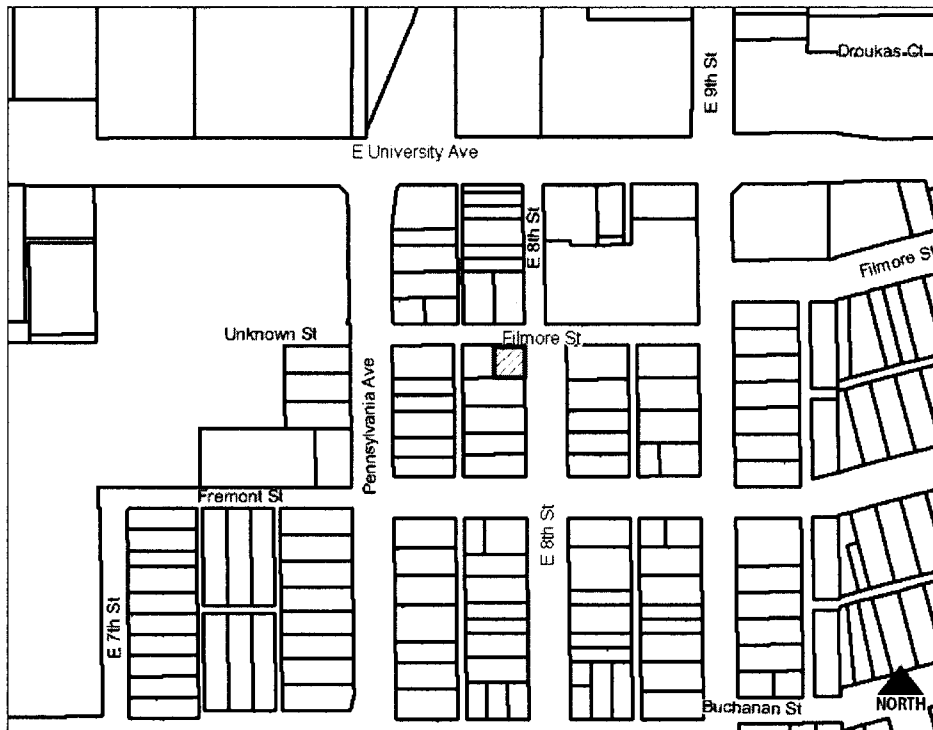 Droukas Ct
E 9th St
E University Ave
E 8th St
Filmore St
Unknown St
Filmore St
Pennsylvania Ave
Fremont St
E 8th St
E 7th St
Buchanan St
NORTH